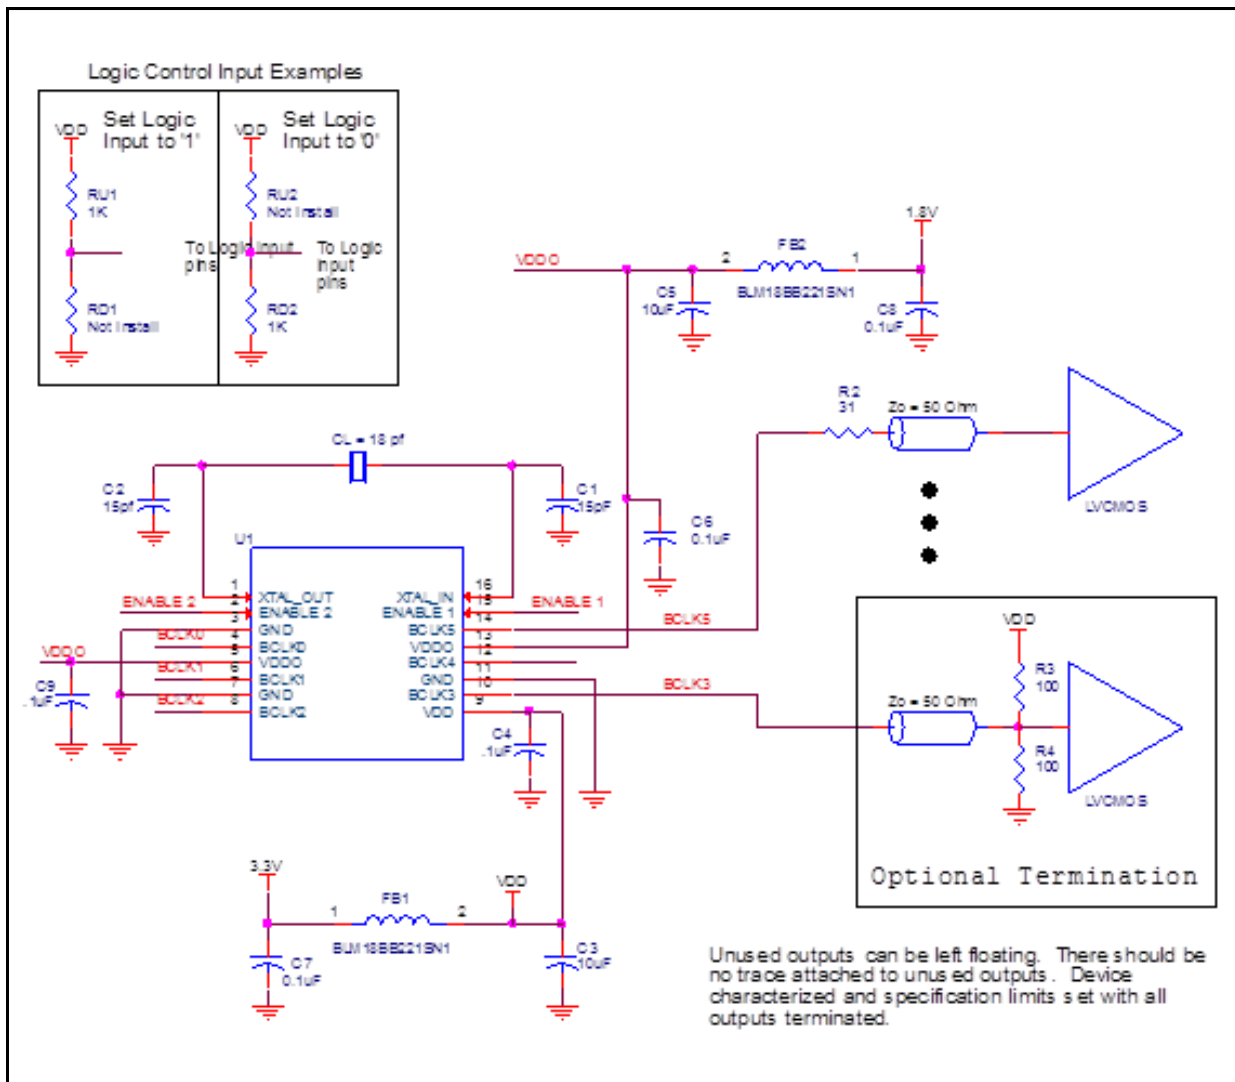 Logic Control Input Examples
Set Logic
Input to '1'
VDD
RU1
1K
To Logic Input
pins
RD1
Not Install
Set Logic
Input to '0'
VDD
RU2
Not Install
To Logic
Input
pins
RD2
1K
1.8V
VDDO
2
FB2
1
BLM18BB221SN1
C5
10uF
C8
0.1uF
R2
31
Zo = 50 Ohm
LVCMOS
CL = 18 pf
C2
15pf
C1
15pF
C6
0.1uF
U1
1
XTAL_OUT
XTAL_IN
16
ENABLE 2
2
ENABLE 2
ENABLE 1
15
ENABLE 1
3
GND
BCLK5
14
BCLK5
BCLK0
4
BCLK0
VDDO
13
VDDO
5
VDDO
BCLK4
12
BCLK1
6
BCLK1
GND
11
7
GND
BCLK3
10
BCLK3
BCLK2
8
BCLK2
VDD
9
C9
.1uF
C4
.1uF
VDD
R3
100
Zo = 50 Ohm
R4
100
LVCMOS
Optional Termination
3.3V
1
FB1
2
VDD
BLM18BB221SN1
C7
0.1uF
C3
10uF
Unused outputs can be left floating. There should be
no trace attached to unused outputs. Device
characterized and specification limits set with all
outputs terminated.